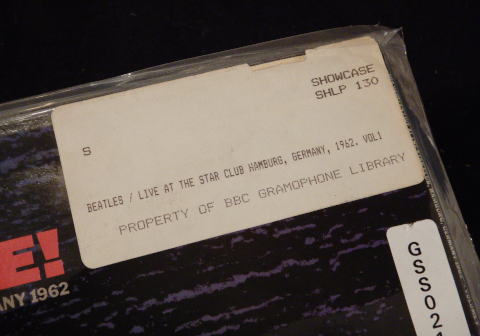 SHOWCASE
SHLP 130
S
BEATLES / LIVE AT THE STAR CLUB HAMBURG, GERMANY, 1962. VOL1
PROPERTY OF BBC GRAMOPHONE LIBRARY
E!
ANY 1962
GSS02